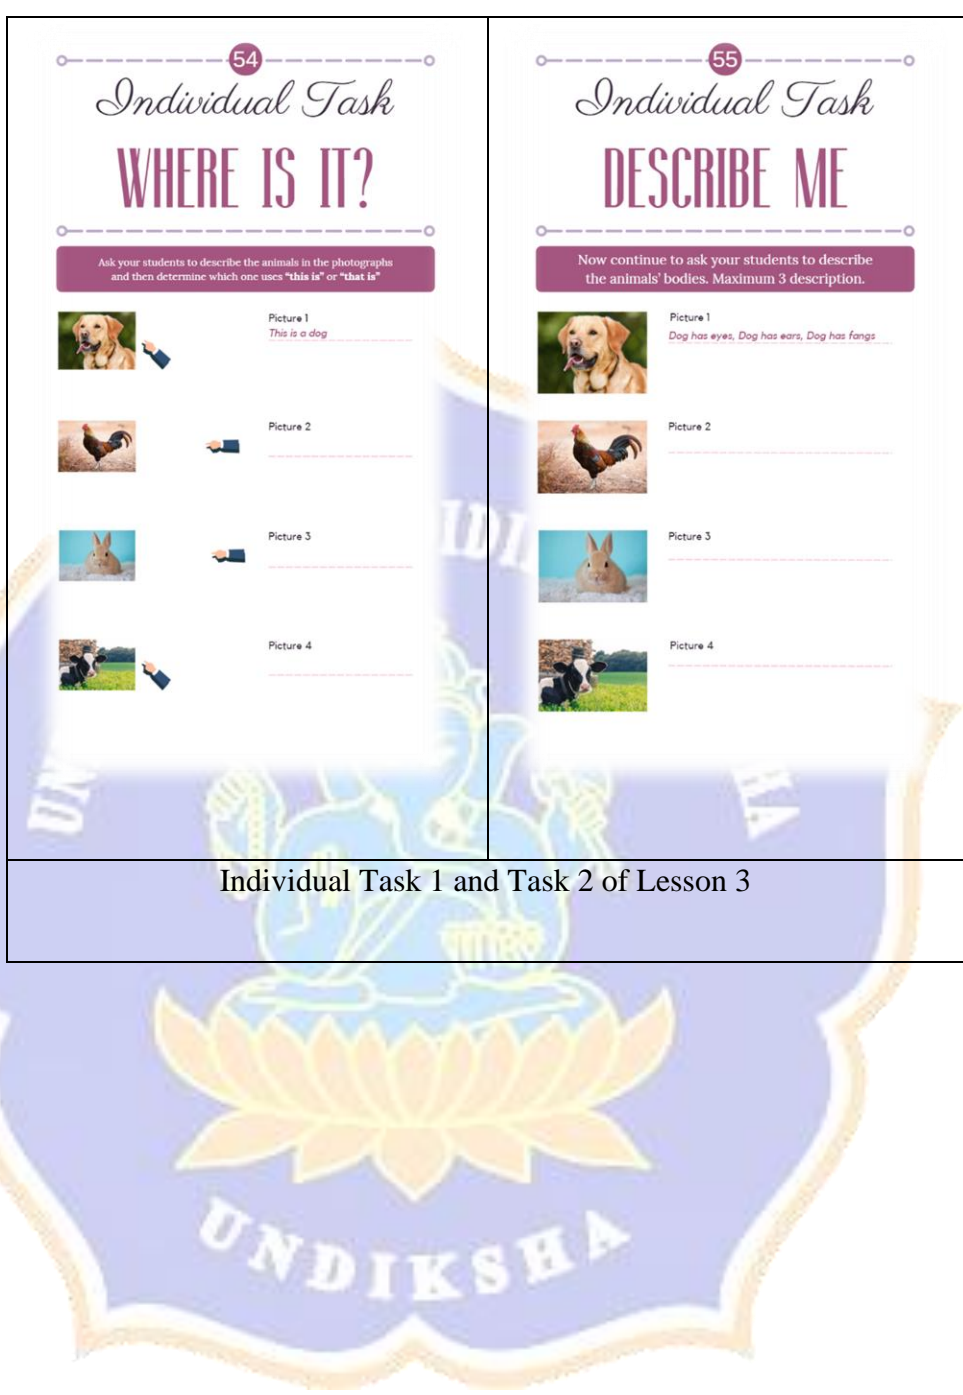 54
Individual Task
WHERE IS IT?
Ask your students to describe the animals in the photographs
and then determine which one uses “this is” or “that is”
Picture 1
This is a dog
Picture 2
Picture 3
Picture 4
55
Individual Task
DESCRIBE ME
Now continue to ask your students to describe
the animals’ bodies. Maximum 3 description.
Picture 1
Dog has eyes, Dog has ears, Dog has fangs
Picture 2
Picture 3
Picture 4
Individual Task 1 and Task 2 of Lesson 3
UNDIKSHA